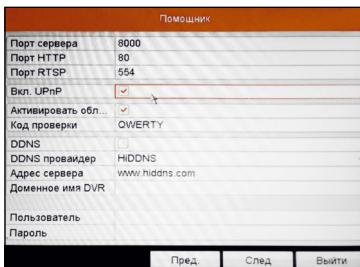 Помощник
Порт сервера 8000
Порт HTTP 80
Порт RTSP 554
Вкл. UPnP
Активировать обл...
Код проверки QWERTY
DDNS
DDNS провайдер HiDDNS
Адрес сервера www.hiddns.com
Доменное имя DVR
Пользователь
Пароль
Пред. След Выйти